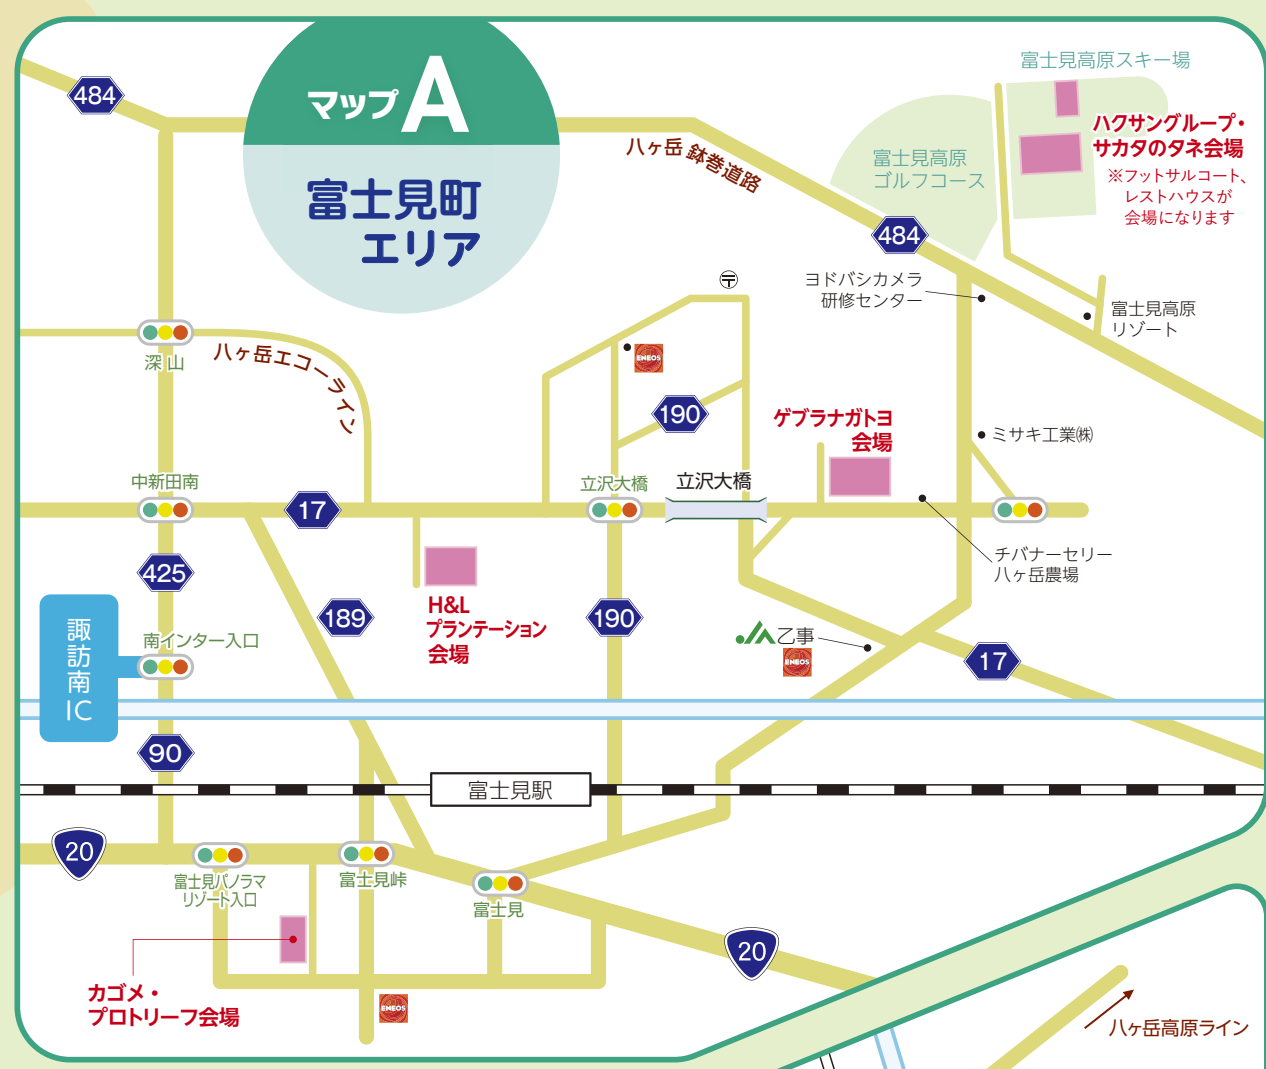 マップA
富士見町
エリア
484
八ヶ岳 鉢巻道路
富士見高原スキー場
ハクサングループ・
サカタのタネ会場
※フットサルコート、
レストハウスが
会場になります
富士見高原
ゴルフコース
484
ヨドバシカメラ
研修センター
富士見高原
リゾート
〒
深山
八ヶ岳エコーライン
ENEOS
190
ゲブラナガトヨ
会場
ミサキ工業㈱
中新田南
17
立沢大橋
立沢大橋
チバナーセリー
八ヶ岳農場
425
189
H&L
プランテーション
会場
190
諏訪南IC
南インター入口
JA乙事
ENEOS
17
90
富士見駅
20
富士見パノラマ
リゾート入口
富士見峠
富士見
20
カゴメ・
プロトリーフ会場
ENEOS
八ヶ岳高原ライン